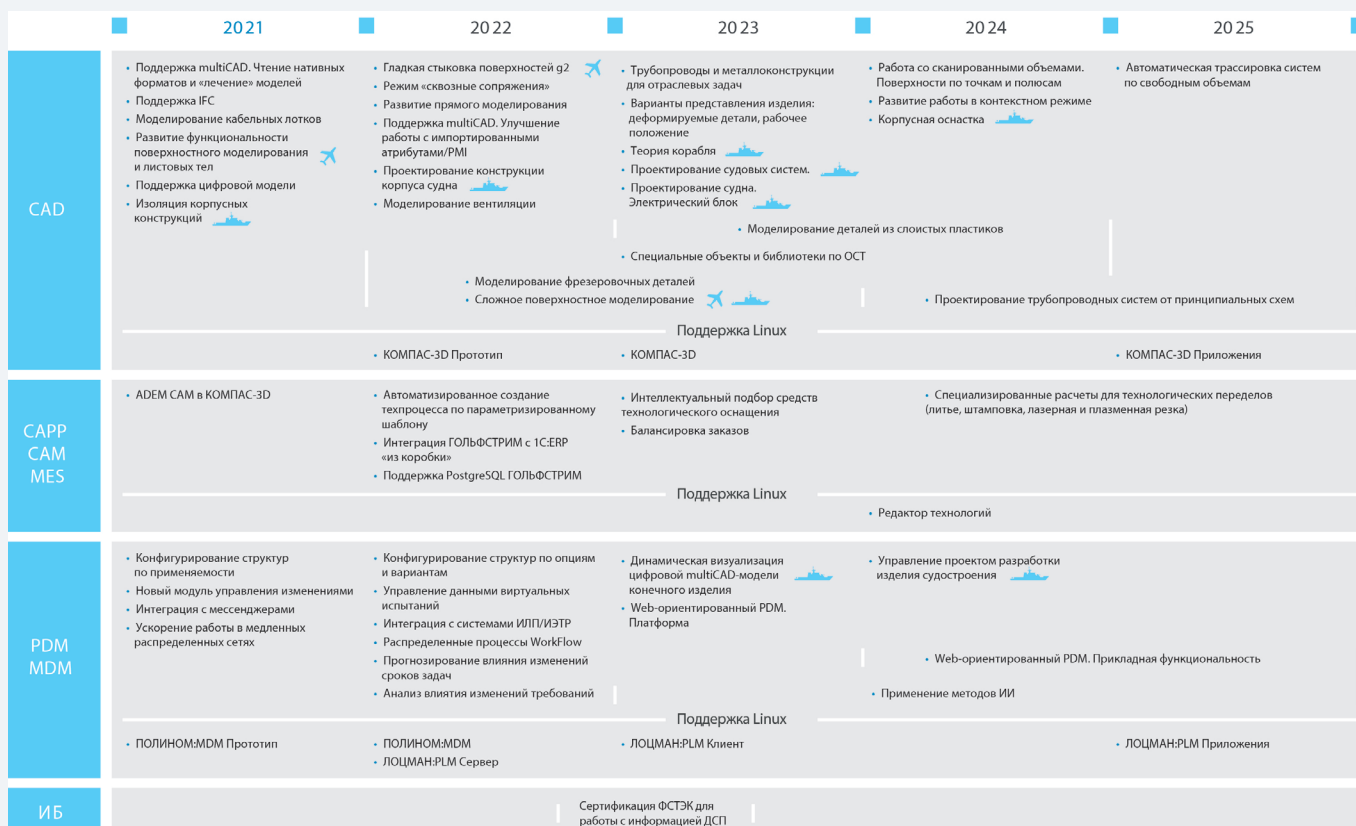 2021
2022
2023
2024
2025
CAD
• Поддержка multiCAD. Чтение нативных
форматов и «лечение» моделей
• Поддержка IFC
• Моделирование кабельных лотков
• Развитие функциональности
поверхностного моделирования
и листовых тел
• Поддержка цифровой модели
• Изоляция корпусных
конструкций
• Гладкая стыковка поверхностей g2
• Режим «сквозные сопряжения»
• Развитие прямого моделирования
• Поддержка multiCAD. Улучшение
работы с импортированными
атрибутами/PMI
• Проектирование конструкции
корпуса судна
• Моделирование вентиляции
• Трубопроводы и металлоконструкции
для отраслевых задач
• Варианты представления изделия:
деформируемые детали, рабочее
положение
• Теория корабля
• Проектирование судовых систем.
• Проектирование судна.
Электрический блок
• Работа со сканированными объемами.
Поверхности по точкам и полюсам
• Развитие работы в контекстном режиме
• Корпусная оснастка
• Автоматическая трассировка систем
по свободным объемам
• Моделирование деталей из слоистых пластиков
• Специальные объекты и библиотеки по ОСТ
• Моделирование фрезеровочных деталей
• Сложное поверхностное моделирование
• Проектирование трубопроводных систем от принципиальных схем
Поддержка Linux
• КОМПАС-3D Прототип
• КОМПАС-3D
• КОМПАС-3D Приложения
CAPP
CAM
MES
• ADEM CAM в КОМПАС-3D
• Автоматизированное создание
техпроцесса по параметризированному
шаблону
• Интеграция ГОЛЬФСТРИМ с 1С:ERP
«из коробки»
• Поддержка PostgreSQL ГОЛЬФСТРИМ
• Интеллектуальный подбор средств
технологического оснащения
• Балансировка заказов
• Специализированные расчеты для технологических переделов
(литье, штамповка, лазерная и плазменная резка)
Поддержка Linux
• Редактор технологий
PDM
MDM
• Конфигурирование структур
по применяемости
• Новый модуль управления изменениями
• Интеграция с мессенджерами
• Ускорение работы в медленных
распределенных сетях
• Конфигурирование структур по опциям
и вариантам
• Управление данными виртуальных
испытаний
• Интеграция с системами ИЛП/ИЭТР
• Распределенные процессы WorkFlow
• Прогнозирование влияния изменений
сроков задач
• Анализ влияния изменений требований
• Динамическая визуализация
цифровой multiCAD-модели
конечного изделия
• Web-ориентированный PDM.
Платформа
• Управление проектом разработки
изделия судостроения
• Web-ориентированный PDM. Прикладная функциональность
• Применение методов ИИ
Поддержка Linux
• ПОЛИНОМ:MDM Прототип
• ПОЛИНОМ:MDM
• ЛОЦМАН:PLM Сервер
• ЛОЦМАН:PLM Клиент
• ЛОЦМАН:PLM Приложения
ИБ
Сертификация ФСТЭК для
работы с информацией ДСП